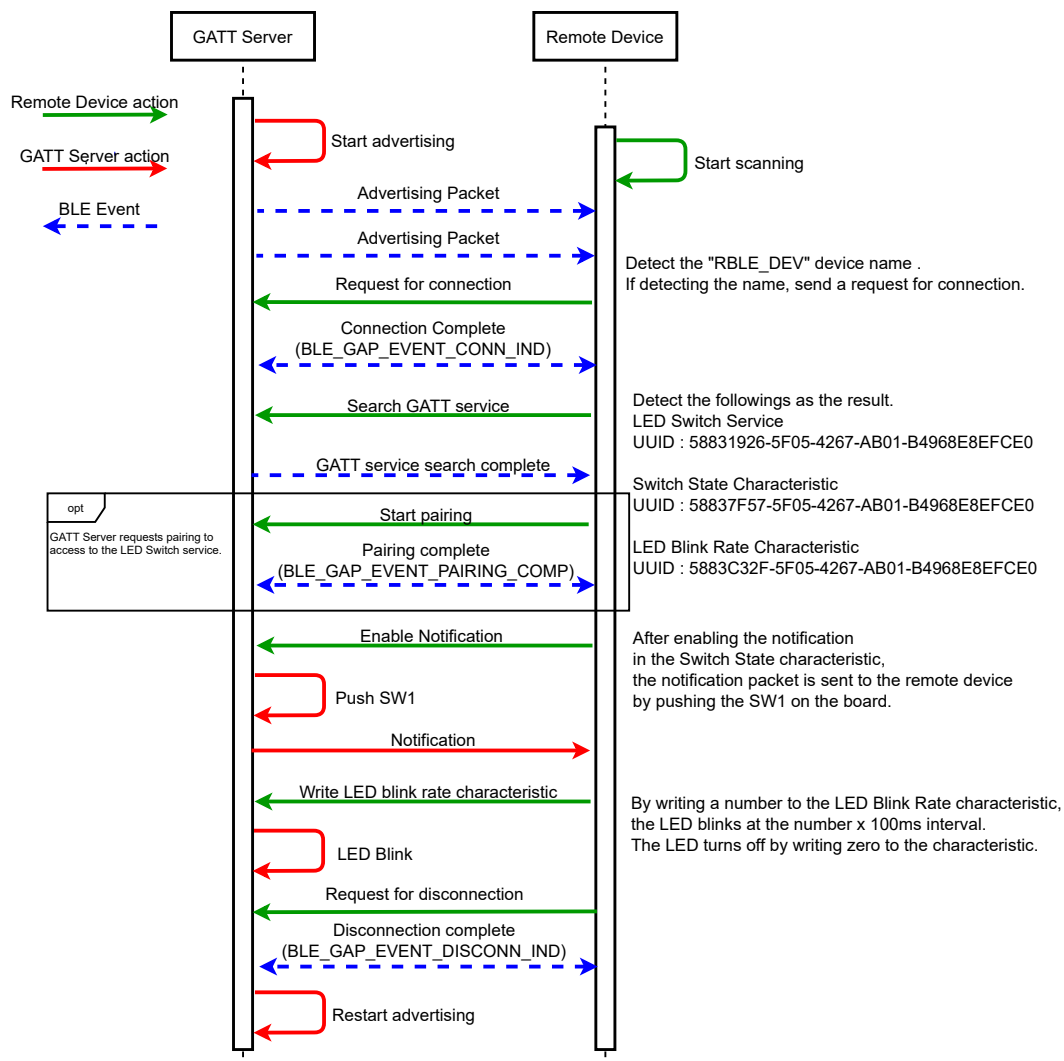 GATT Server
Remote Device
Remote Device action
GATT Server action
BLE Event
Start advertising
Start scanning
Advertising Packet
Advertising Packet
Detect the "RBLE_DEV" device name .
If detecting the name, send a request for connection.
Request for connection
Connection Complete
(BLE_GAP_EVENT_CONN_IND)
Search GATT service
Detect the followings as the result.
LED Switch Service
UUID : 58831926-5F05-4267-AB01-B4968E8EFCE0
GATT service search complete
Switch State Characteristic
UUID : 58837F57-5F05-4267-AB01-B4968E8EFCE0
opt
GATT Server requests pairing to
access to the LED Switch service.
Start pairing
LED Blink Rate Characteristic
UUID : 5883C32F-5F05-4267-AB01-B4968E8EFCE0
Pairing complete
(BLE_GAP_EVENT_PAIRING_COMP)
Enable Notification
After enabling the notification
in the Switch State characteristic,
the notification packet is sent to the remote device
by pushing the SW1 on the board.
Push SW1
Notification
Write LED blink rate characteristic
By writing a number to the LED Blink Rate characteristic,
the LED blinks at the number x 100ms interval.
The LED turns off by writing zero to the characteristic.
LED Blink
Request for disconnection
Disconnection complete
(BLE_GAP_EVENT_DISCONN_IND)
Restart advertising